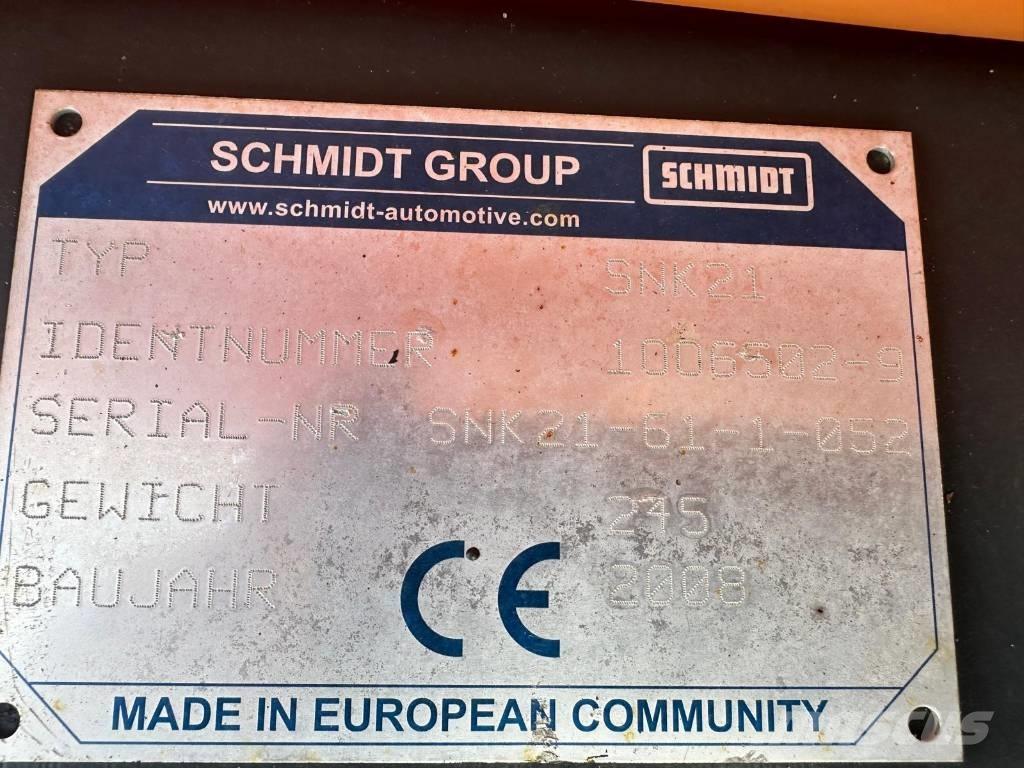 SCHMIDT GROUP
SCHMIDT
www.schmidt-automotive.com
TYP SNK21
IDENTNUMMER 1006502-9
SERIAL-NR SNK21-61-1-052
GEWICHT 245
BAUJAHR 2008
CE
MADE IN EUROPEAN COMMUNITY